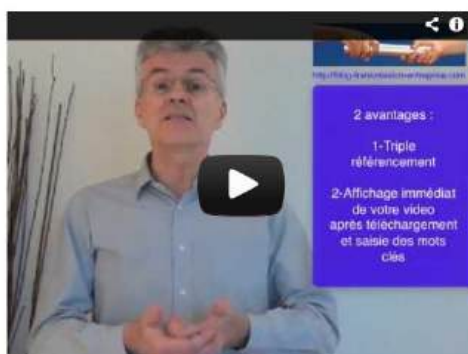 2 avantages :
1-Triple
référencement
2-Affichage immédiat
de votre video
après téléchargement
et saisie des mots
clés